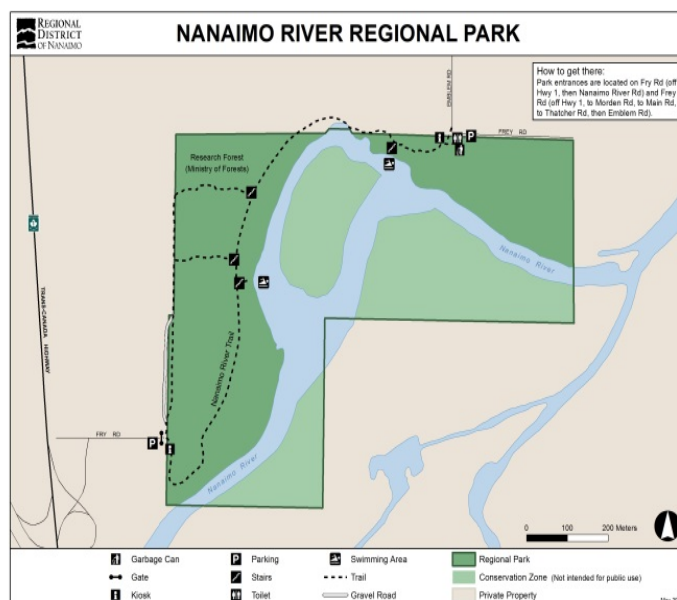 REGIONAL
DISTRICT
OF NANAIMO
NANAIMO RIVER REGIONAL PARK
How to get there:
Park entrances are located on Fry Rd (off
Hwy 1, then Nanaimo River Rd) and Frey
Rd (off Hwy 1, to Morden Rd, to Main Rd,
to Thatcher Rd, then Emblem Rd).
FREY RD
Research Forest
(Ministry of Forests)
Nanaimo River
TRANS-CANADA
HIGHWAY
Nanaimo River Trail
FRY RD
P
P
Nanaimo River
0 100 200 Meters
Garbage Can
P Parking
Swimming Area
Regional Park
Gate
Stairs
Trail
Conservation Zone (Not intended for public use)
Kiosk
Toilet
Gravel Road
Private Property